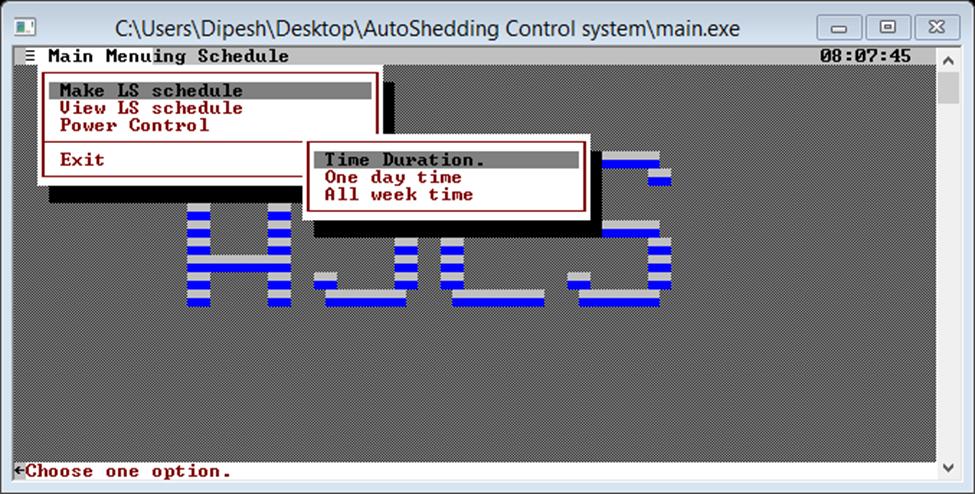 C:\Users\Dipesh\Desktop\AutoShedding Control system\main.exe
≡ Main Menuing Schedule 08:07:45
Make LS schedule
View LS schedule
Power Control
Exit
Time Duration.
One day time
All week time
←Choose one option.